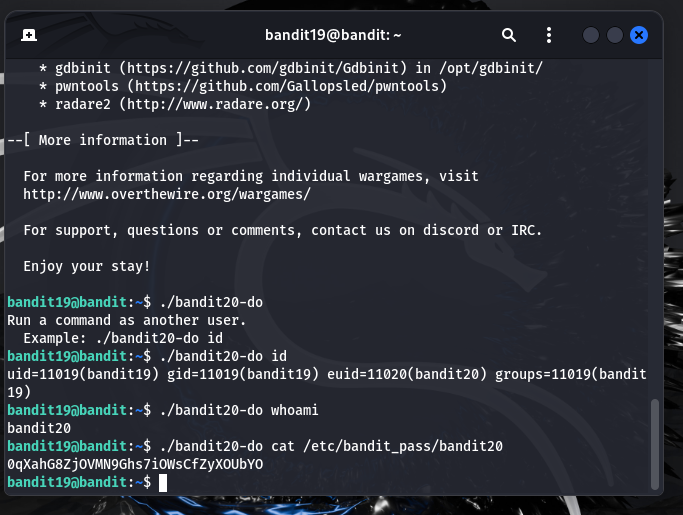 bandit19@bandit: ~
* gdbinit (https://github.com/gdbinit/Gdbinit) in /opt/gdbinit/
* pwntools (https://github.com/Gallopsled/pwntools)
* radare2 (http://www.radare.org/)
--[ More information ]--
For more information regarding individual wargames, visit
http://www.overthewire.org/wargames/
For support, questions or comments, contact us on discord or IRC.
Enjoy your stay!
bandit19@bandit:~$ ./bandit20-do
Run a command as another user.
Example: ./bandit20-do id
bandit19@bandit:~$ ./bandit20-do id
uid=11019(bandit19) gid=11019(bandit19) euid=11020(bandit20) groups=11019(bandit
19)
bandit19@bandit:~$ ./bandit20-do whoami
bandit20
bandit19@bandit:~$ ./bandit20-do cat /etc/bandit_pass/bandit20
0qXahG8ZjOVMN9Ghs7iOWsCfZyXOUbYO
bandit19@bandit:~$